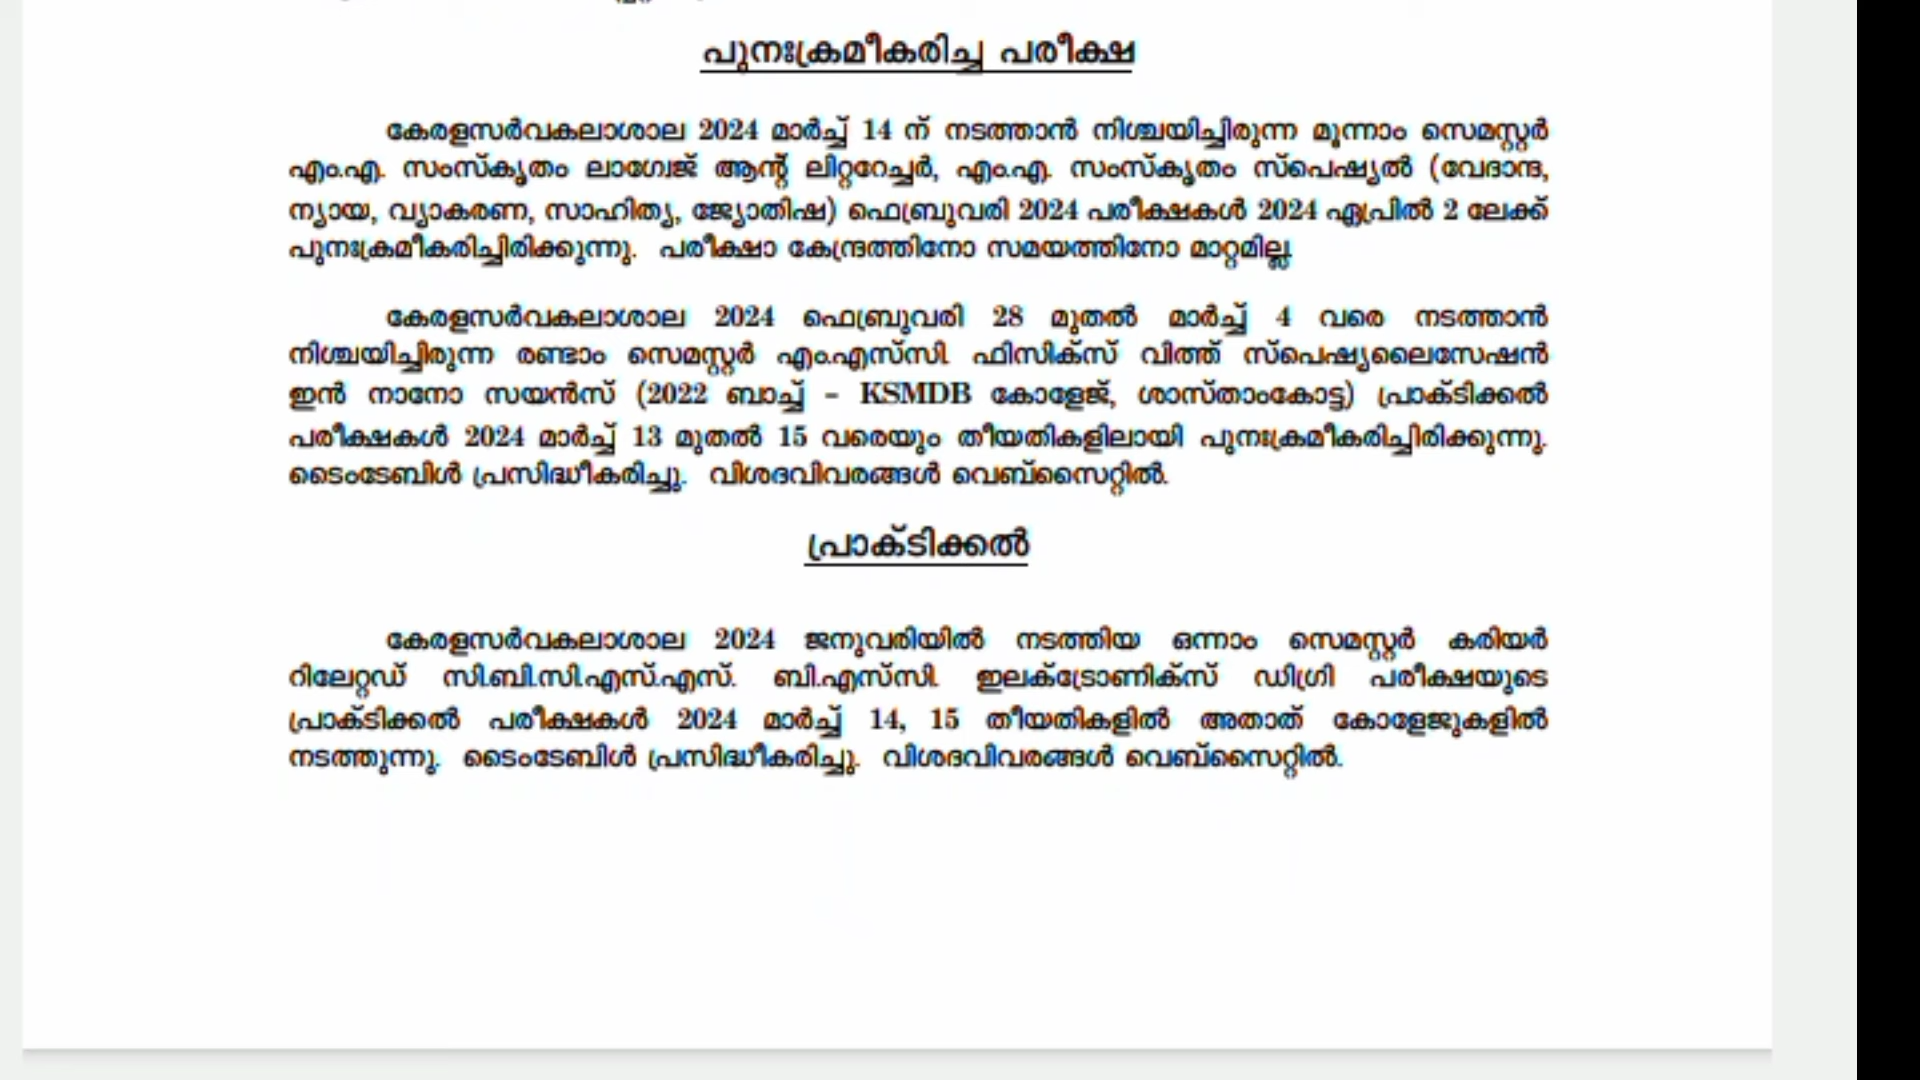 പുനഃക്രമീകരിച്ച പരീക്ഷ
കേരളസർവകലാശാല 2024 മാർച്ച് 14 ന് നടത്താൻ നിശ്ചയിച്ചിരുന്ന മൂന്നാം സെമസ്റ്റർ
എം.എ. സംസ്കൃതം ലാഗ്വേജ് ആന്റ് ലിറ്ററേച്ചർ, എം.എ. സംസ്കൃതം സ്പെഷ്യൽ (വേദാന്ദ,
ന്യായ, വ്യാകരണ, സാഹിത്യ, ജ്യോതിഷ) ഫെബ്രുവരി 2024 പരീക്ഷകൾ 2024 ഏപ്രിൽ 2 ലേക്ക്
പുനഃക്രമീകരിച്ചിരിക്കുന്നു. പരീക്ഷാ കേന്ദ്രത്തിനോ സമയത്തിനോ മാറ്റമില്ല.
കേരളസർവകലാശാല 2024 ഫെബ്രുവരി 28 മുതൽ മാർച്ച് 4 വരെ നടത്താൻ
നിശ്ചയിച്ചിരുന്ന രണ്ടാം സെമസ്റ്റർ എം.എസ്സി. ഫിസിക്സ് വിത്ത് സ്പെഷ്യലൈസേഷൻ
ഇൻ നാനോ സയൻസ് (2022 ബാച്ച് – KSMDB കോളേജ്, ശാസ്താംകോട്ട) പ്രാക്ടിക്കൽ
പരീക്ഷകൾ 2024 മാർച്ച് 13 മുതൽ 15 വരെയും തീയതികളിലായി പുനഃക്രമീകരിച്ചിരിക്കുന്നു.
ടൈംടേബിൾ പ്രസിദ്ധീകരിച്ചു. വിശദവിവരങ്ങൾ വെബ്സൈറ്റിൽ.
പ്രാക്ടിക്കൽ
കേരളസർവകലാശാല 2024 ജനുവരിയിൽ നടത്തിയ ഒന്നാം സെമസ്റ്റർ കരിയർ
റിലേറ്റഡ് സി.ബി.സി.എസ്.എസ്. ബി.എസ്സി. ഇലക്ട്രോണിക്സ് ഡിഗ്രി പരീക്ഷയുടെ
പ്രാക്ടിക്കൽ പരീക്ഷകൾ 2024 മാർച്ച് 14, 15 തീയതികളിൽ അതാത് കോളേജുകളിൽ
നടത്തുന്നു. ടൈംടേബിൾ പ്രസിദ്ധീകരിച്ചു. വിശദവിവരങ്ങൾ വെബ്സൈറ്റിൽ.